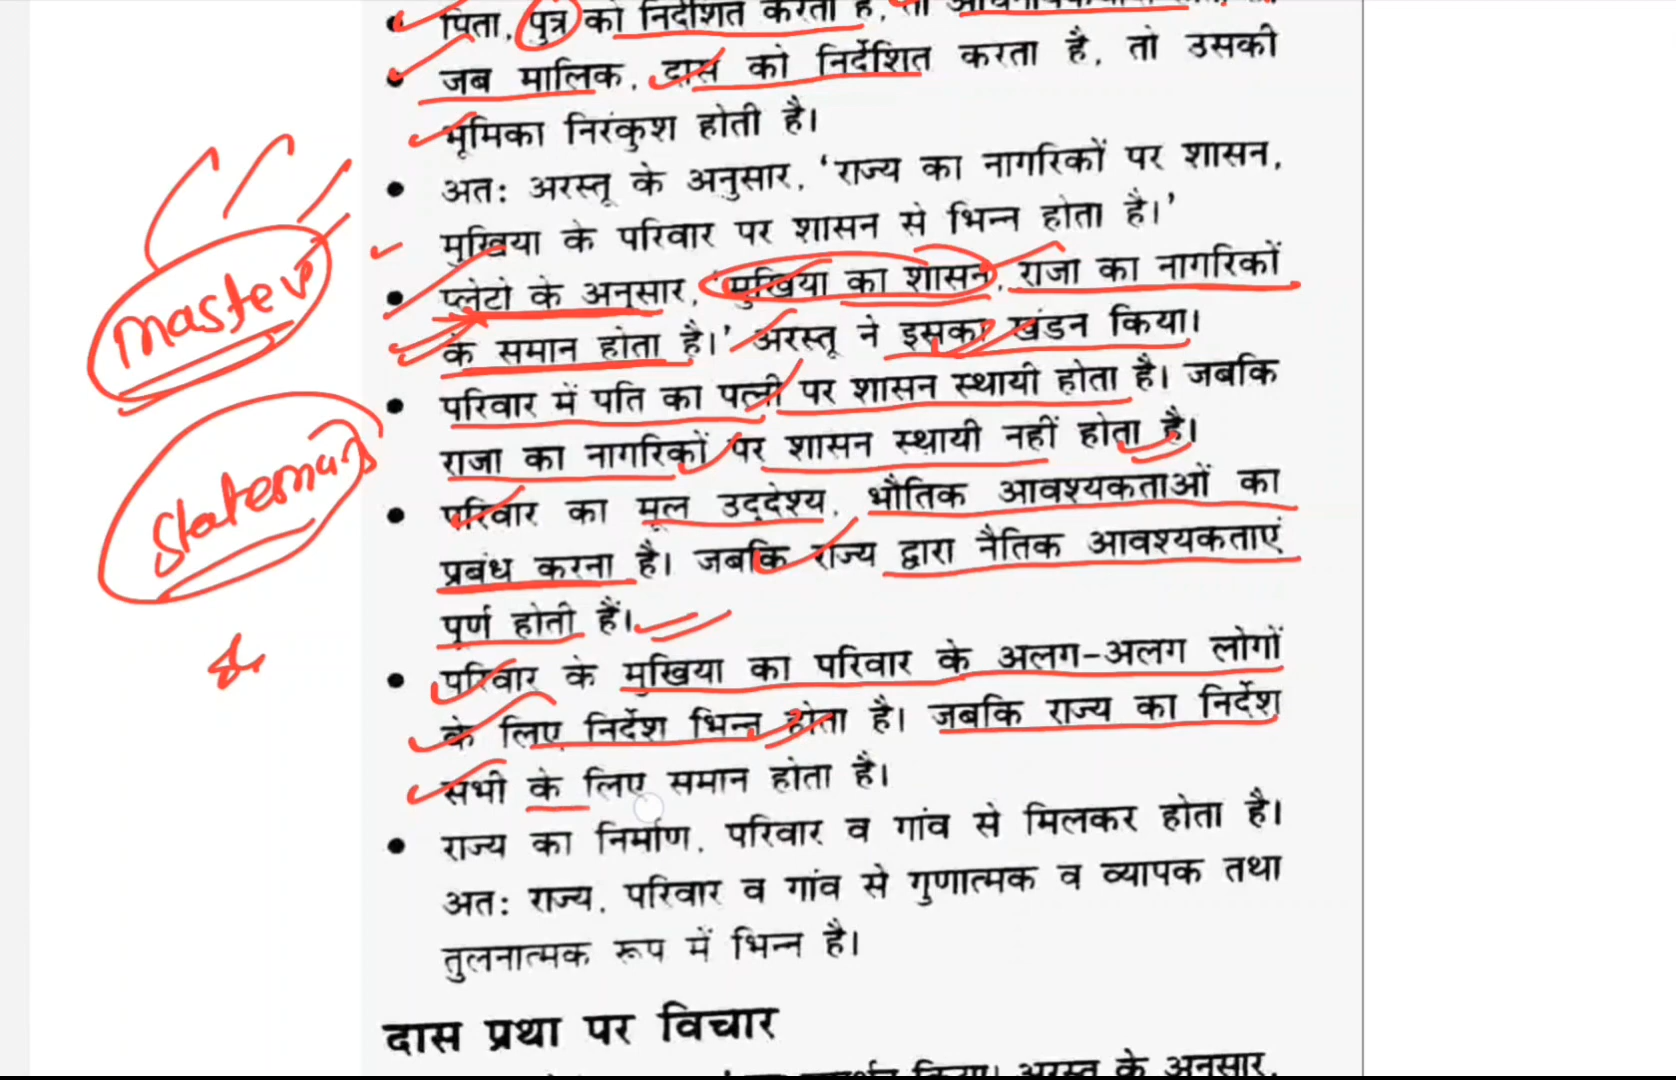 पिता, पुत्र को निर्देशित करता है, तो
जब मालिक, दास को निर्देशित करता है, तो उसकी
भूमिका निरंकुश होती है।
अतः अरस्तू के अनुसार, ‘राज्य का नागरिकों पर शासन,
मुखिया के परिवार पर शासन से भिन्न होता है।’
प्लेटो के अनुसार, ‘मुखिया का शासन, राजा का नागरिकों
के समान होता है।’ अरस्तू ने इसका खंडन किया।
परिवार में पति का पत्नी पर शासन स्थायी होता है। जबकि
राजा का नागरिकों पर शासन स्थायी नहीं होता है।
परिवार का मूल उद्देश्य, भौतिक आवश्यकताओं का
प्रबंध करना है। जबकि राज्य द्वारा नैतिक आवश्यकताएं
पूर्ण होती हैं।
परिवार के मुखिया का परिवार के अलग-अलग लोगों
के लिए निर्देश भिन्न होता है। जबकि राज्य का निर्देश
सभी के लिए समान होता है।
राज्य का निर्माण, परिवार व गांव से मिलकर होता है।
अतः राज्य, परिवार व गांव से गुणात्मक व व्यापक तथा
तुलनात्मक रूप में भिन्न है।
दास प्रथा पर विचार
किया। अरस्तू के अनुसार,
master
Statesman